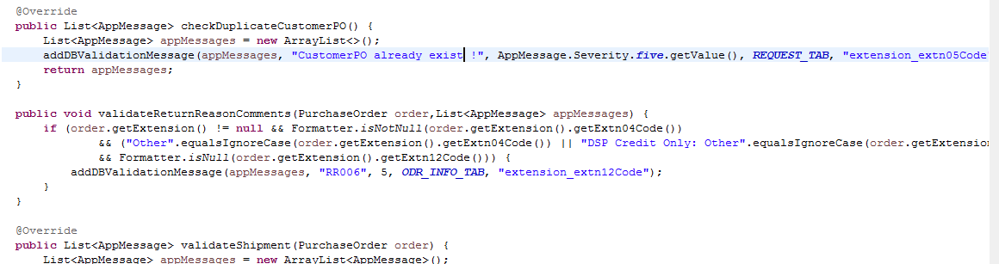 @Override
public List<AppMessage> checkDuplicateCustomerPO() {
    List<AppMessage> appMessages = new ArrayList<>();
    addDBValidationMessage(appMessages, "CustomerPO already exist !", AppMessage.Severity.five.getValue(), REQUEST_TAB, "extension_extn05Code
    return appMessages;
}
public void validateReturnReasonComments(PurchaseOrder order,List<AppMessage> appMessages) {
    if (order.getExtension() != null && Formatter.isNotNull(order.getExtension().getExtn04Code())
            && ("Other".equalsIgnoreCase(order.getExtension().getExtn04Code()) || "DSP Credit Only: Other".equalsIgnoreCase(order.getExtension
            && Formatter.isNull(order.getExtension().getExtn12Code())) {
        addDBValidationMessage(appMessages, "RR006", 5, ODR_INFO_TAB, "extension_extn12Code");
    }
}
@Override
public List<AppMessage> validateShipment(PurchaseOrder order) {
    List<AppMessage> appMessages = new ArrayList<AppMessage>();